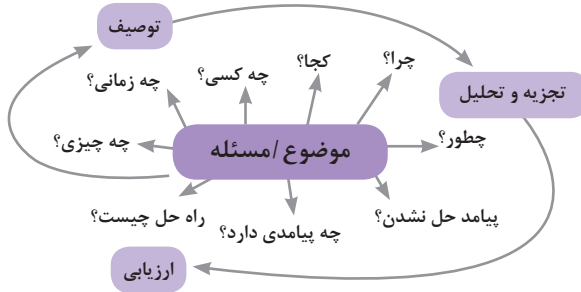 توصیف
چرا؟
کجا؟
چه کسی؟
چه زمانی؟
تجزیه و تحلیل
چطور؟
موضوع /مسئله
چه چیزی؟
پیامد حل نشدن؟
چه پیامدی دارد؟
راه حل چیست؟
ارزیابی